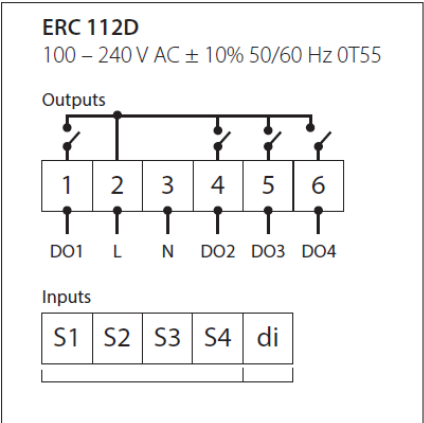 ERC 112D
100 – 240 V AC ± 10% 50/60 Hz 0T55
Outputs
1 2 3 4 5 6
DO1 L N DO2 DO3 DO4
Inputs
S1 S2 S3 S4 di